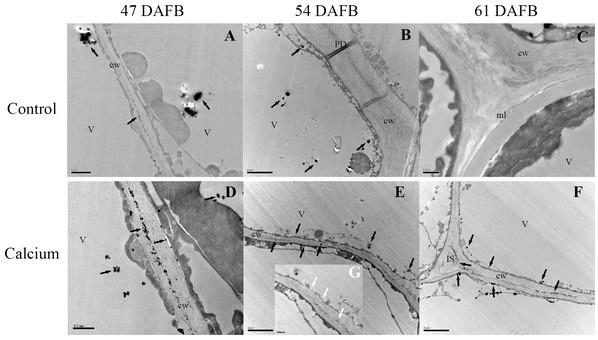 47 DAFB 54 DAFB 61 DAFB
Control
A
cw
V
V
B
PD
cw
V
C
cw
ml
V
Calcium
D
V
cw
E
V
cw
G
F
V
IS
cw